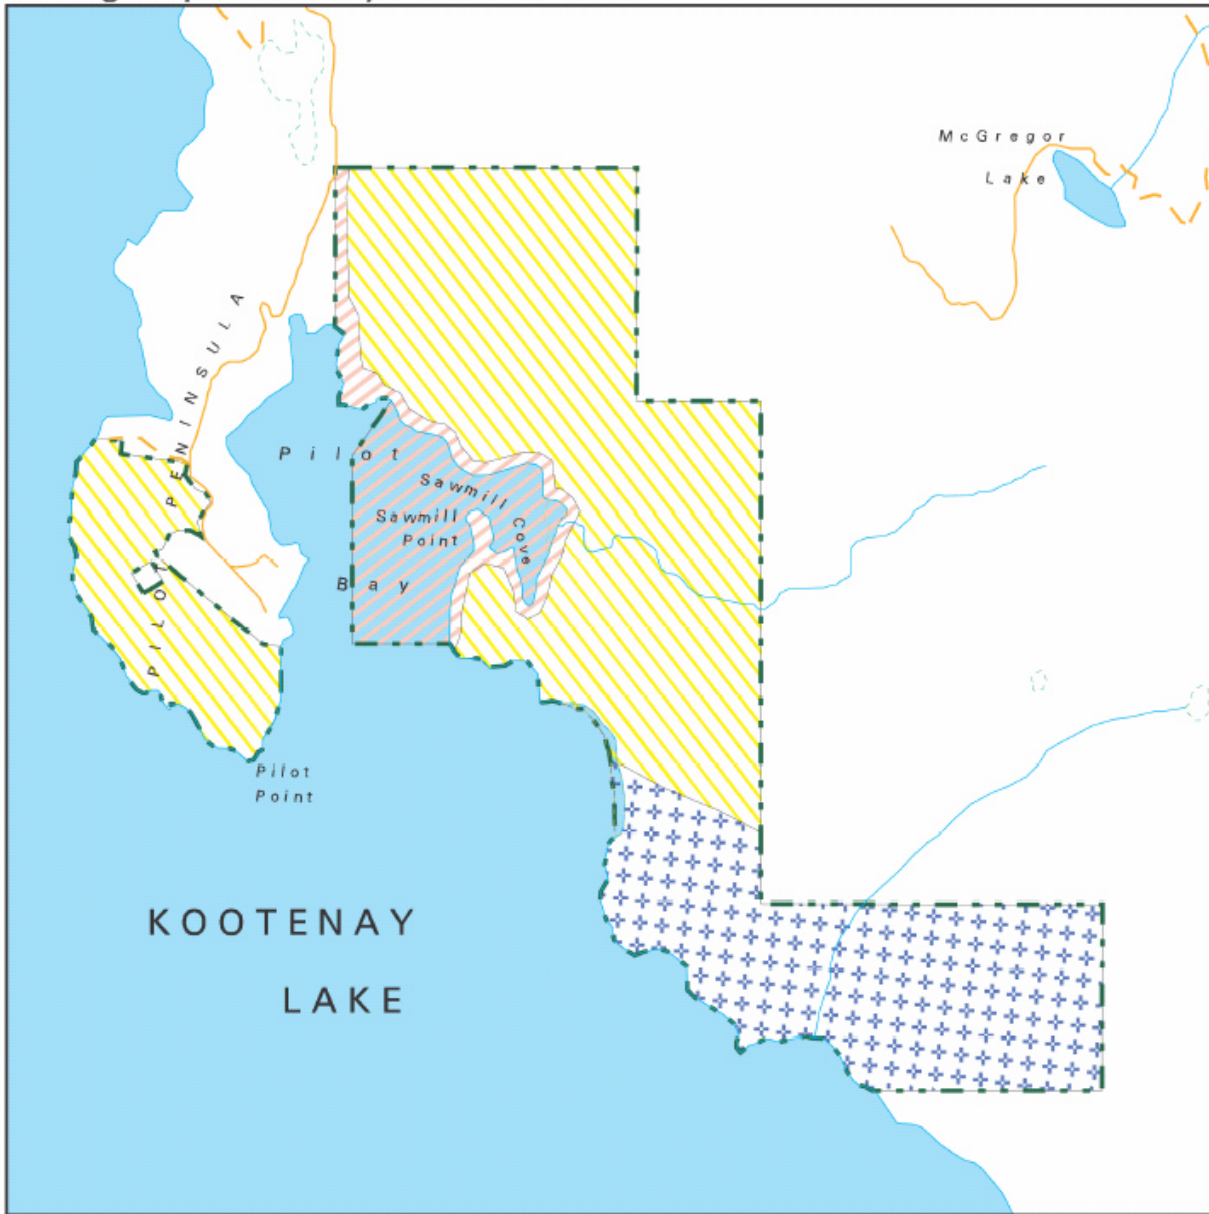 McGregor
Lake
PILOT PENINSULA
Pilot
Sawmill
Cove
Sawmill
Point
Bay
Pilot
Point
KOOTENAY
LAKE